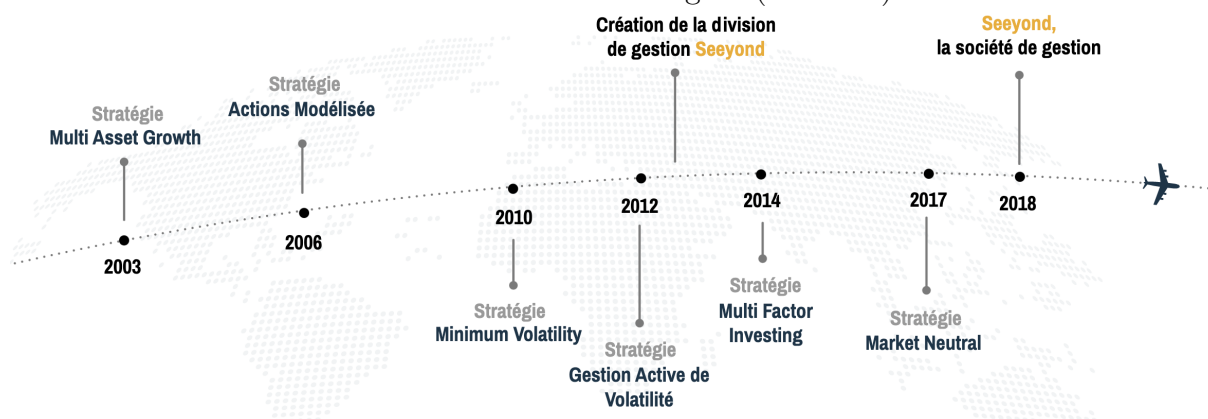 Création de la division
de gestion Seeyond
Seeyond,
la société de gestion
Stratégie
Multi Asset Growth
Stratégie
Actions Modélisée
2003
2006
2010
2012
2014
2017
2018
Stratégie
Minimum Volatility
Stratégie
Gestion Active de
Volatilité
Stratégie
Multi Factor
Investing
Stratégie
Market Neutral